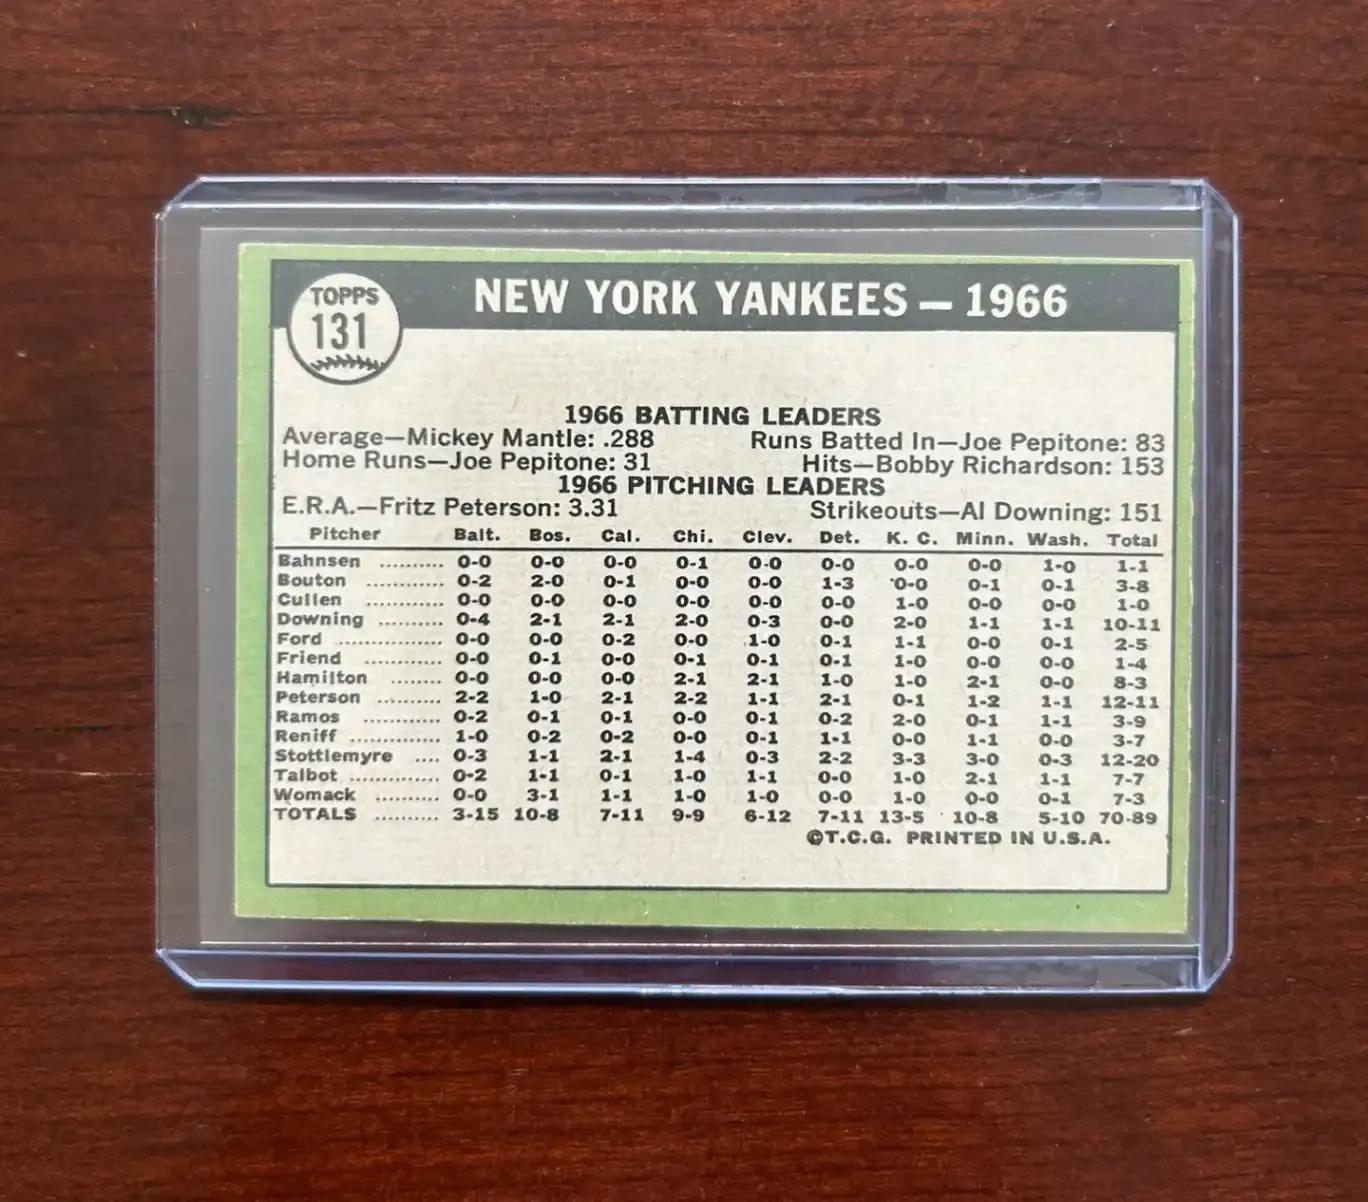 TOPPS
131
NEW YORK YANKEES — 1966
1966 BATTING LEADERS
Average—Mickey Mantle: .288 Runs Batted In—Joe Pepitone: 83
Home Runs—Joe Pepitone: 31 Hits—Bobby Richardson: 153
1966 PITCHING LEADERS
E.R.A.—Fritz Peterson: 3.31 Strikeouts—Al Downing: 151
Pitcher Balt. Bos. Cal. Chi. Clev. Det. K. C. Minn. Wash. Total
Bahnsen .......... 0-0 0-0 0-0 0-1 0-0 0-0 0-0 0-0 1-0 1-1
Bouton ............ 0-2 2-0 0-1 0-0 0-0 1-3 0-0 0-1 0-1 3-8
Cullen ............ 0-0 0-0 0-0 0-0 0-0 0-0 1-0 0-0 0-0 1-0
Downing .......... 0-4 2-1 2-1 2-0 0-3 0-0 2-0 1-1 1-1 10-11
Ford ................ 0-0 0-0 0-2 0-0 1-0 0-1 1-1 0-0 0-1 2-5
Friend ............ 0-0 0-1 0-0 0-1 0-1 0-1 1-0 0-0 0-0 1-4
Hamilton ........ 0-0 0-0 0-0 2-1 2-1 1-0 1-0 2-1 0-0 8-3
Peterson .......... 2-2 1-0 2-1 2-2 1-1 2-1 0-1 1-2 1-1 12-11
Ramos ............ 0-2 0-1 0-1 0-0 0-1 0-2 2-0 0-1 1-1 3-9
Reniff .............. 1-0 0-2 0-2 0-0 0-1 1-1 0-0 1-1 0-0 3-7
Stottlemyre .... 0-3 1-1 2-1 1-4 0-3 2-2 3-3 3-0 0-3 12-20
Talbot .............. 0-2 1-1 0-1 1-0 1-1 0-0 1-0 2-1 1-1 7-7
Womack .......... 0-0 3-1 1-1 1-0 1-0 0-0 1-0 0-0 0-1 7-3
TOTALS .......... 3-15 10-8 7-11 9-9 6-12 7-11 13-5 10-8 5-10 70-89
©T.C.G. PRINTED IN U.S.A.